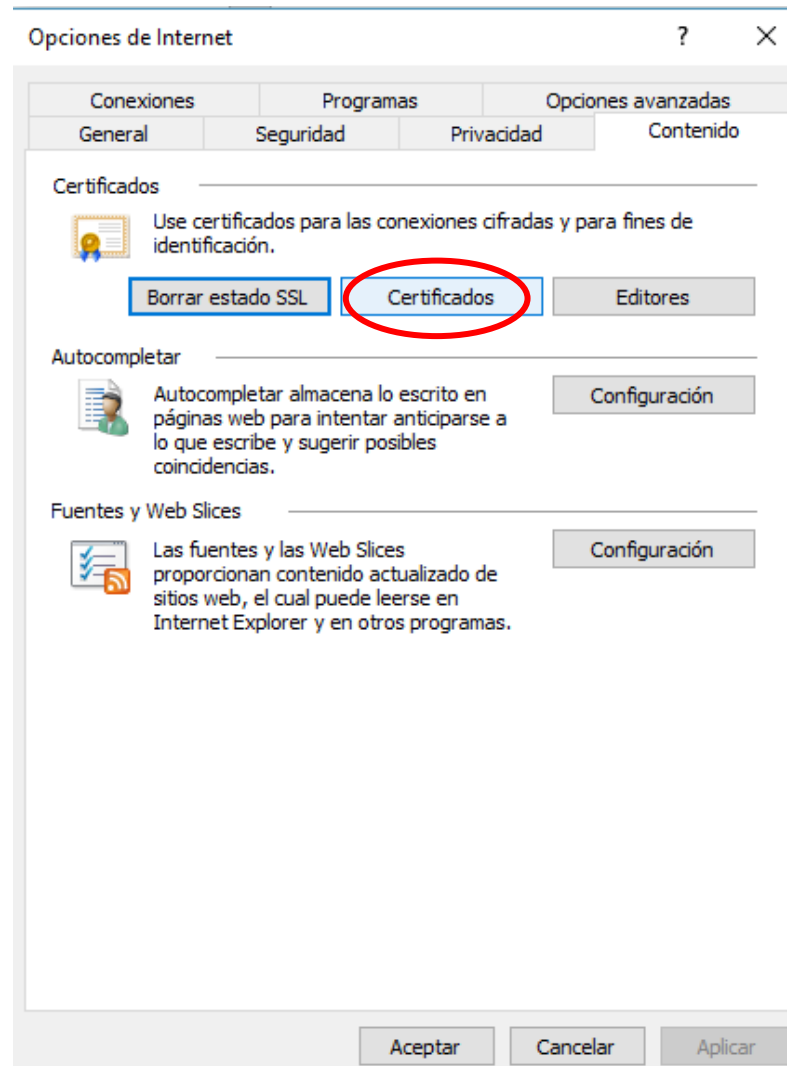 Opciones de Internet ?
Conexiones Programas Opciones avanzadas
General Seguridad Privacidad Contenido
Certificados
Use certificados para las conexiones cifradas y para fines de
identificación.
Borrar estado SSL Certificados Editores
Autocompletar
Autocompletar almacena lo escrito en
páginas web para intentar anticiparse a
lo que escribe y sugerir posibles
coincidencias.
Configuración
Fuentes y Web Slices
Las fuentes y las Web Slices
proporcionan contenido actualizado de
sitios web, el cual puede leerse en
Internet Explorer y en otros programas.
Configuración
Aceptar Cancelar Aplicar